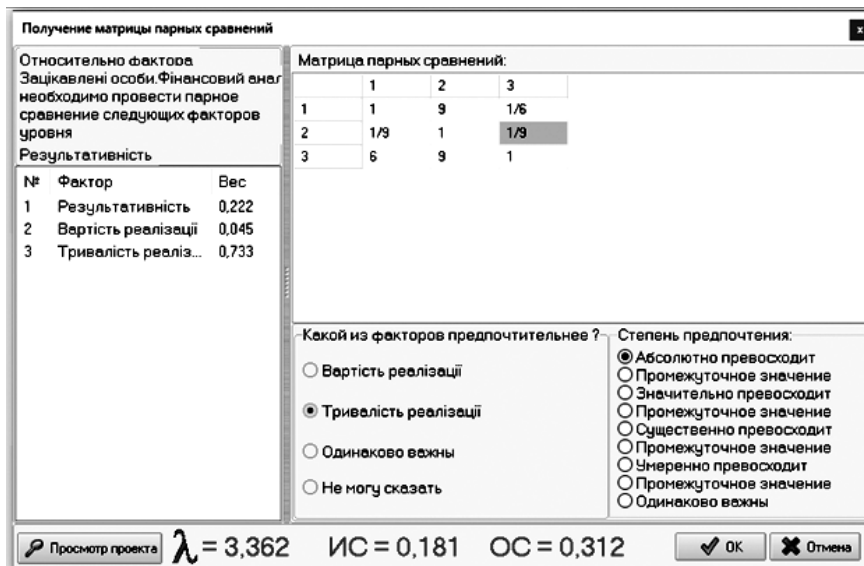 Получение матрицы парных сравнений
x
Относительно фактора
Зацікавлені особи.Фінансовий анал
необходимо провести парное
сравнение следующих факторов
уровня
Результативність
№ Фактор Вес
1 Результативність 0,222
2 Вартість реалізації 0,045
3 Тривалість реаліз... 0,733
Матрица парных сравнений:
1 2 3
1 1 9 1/6
2 1/9 1 1/9
3 6 9 1
Какой из факторов предпочтительнее ?
Вартість реалізації
Тривалість реалізації
Одинаково важны
Не могу сказать
Степень предпочтения:
Абсолютно превосходит
Промежуточное значение
Значительно превосходит
Промежуточное значение
Существенно превосходит
Промежуточное значение
Умеренно превосходит
Промежуточное значение
Одинаково важны
Просмотр проекта λ = 3,362 ИС = 0,181 ОС = 0,312 OK Отмена